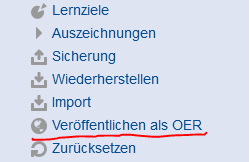 Lernziele
Auszeichnungen
Sicherung
Wiederherstellen
Import
Veröffentlichen als OER
Zurücksetzen